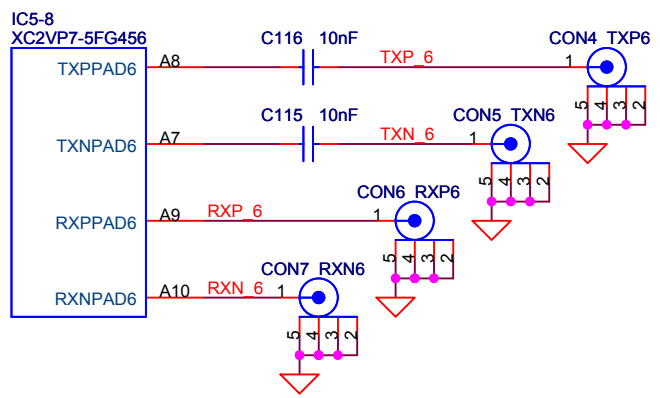 IC5-8
XC2VP7-5FG456
TXPPAD6 A8 C116 10nF TXP_6 1 CON4 TXP6
5 4 3 2
TXNPAD6 A7 C115 10nF TXN_6 1 CON5 TXN6
5 4 3 2
RXPPAD6 A9 RXP_6 1 CON6 RXP6
5 4 3 2
RXNPAD6 A10 RXN_6 1 CON7 RXN6
5 4 3 2